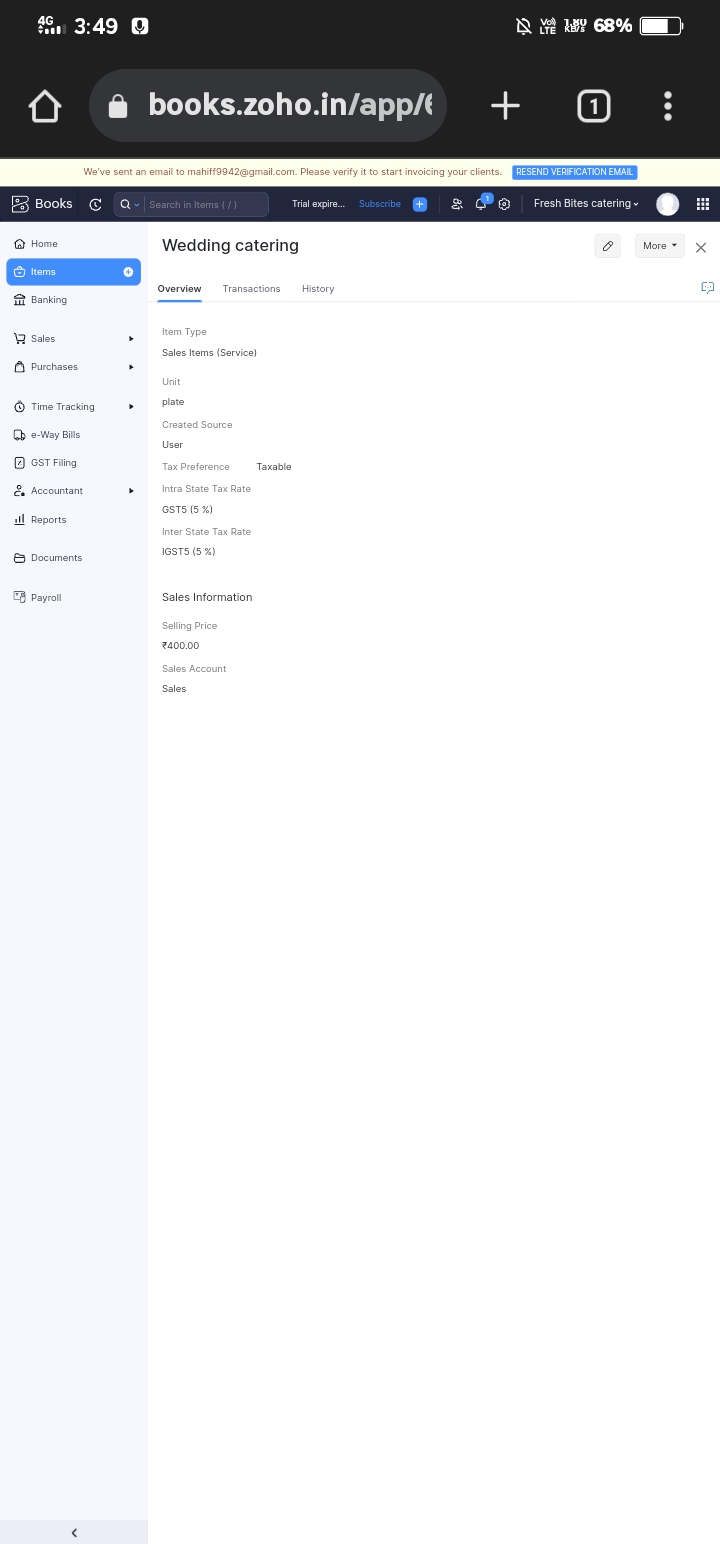 4G 3:49 Vo) LTE 1.80 KB/s 68%
books.zoho.in/app/ 1
We've sent an email to mahiff9942@gmail.com. Please verify it to start invoicing your clients. RESEND VERIFICATION EMAIL
Books Search in Items ( / ) Trial expire... Subscribe 1 Fresh Bites catering
Home
Items
Banking
Sales
Purchases
Time Tracking
e-Way Bills
GST Filing
Accountant
Reports
Documents
Payroll
Wedding catering More
Overview Transactions History
Item Type
Sales Items (Service)
Unit
plate
Created Source
User
Tax Preference Taxable
Intra State Tax Rate
GST5 (5 %)
Inter State Tax Rate
IGST5 (5 %)
Sales Information
Selling Price
₹400.00
Sales Account
Sales